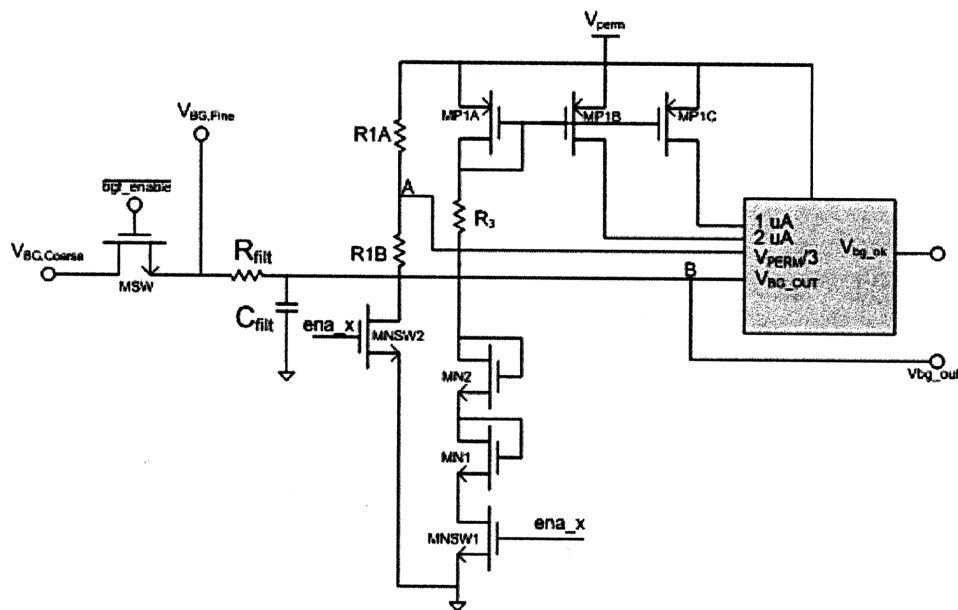 Vperm
VBG,Fine
MP1A
MP1B
MP1C
R1A
bgf_enable
A
R3
1 uA
2 uA
VPERM/3
VBG_OUT
Vbg_ok
VBG,Coarse
Rfilt
R1B
B
MSW
Cfilt
ena_x
MNSW2
Vbg_out
MN2
MN1
MNSW1
ena_x